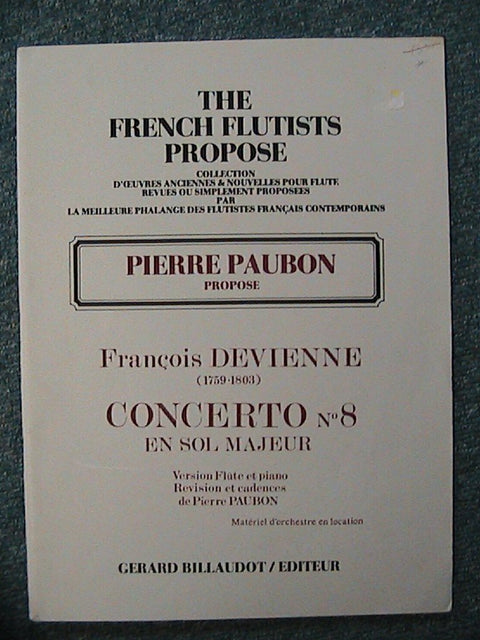 THE
FRENCH FLUTISTS
PROPOSE
COLLECTION
D'ŒUVRES ANCIENNES & NOUVELLES POUR FLUTE
REVUES OU SIMPLEMENT PROPOSEES
PAR
LA MEILLEURE PHALANGE DES FLUTISTES FRANÇAIS CONTEMPORAINS
PIERRE PAUBON
PROPOSE
François DEVIENNE
(1759-1803)
CONCERTO Nº 8
EN SOL MAJEUR
Version Flûte et piano
Revision et cadences
de Pierre PAUBON
Matériel d'orchestre en location
GERARD BILLAUDOT / EDITEUR